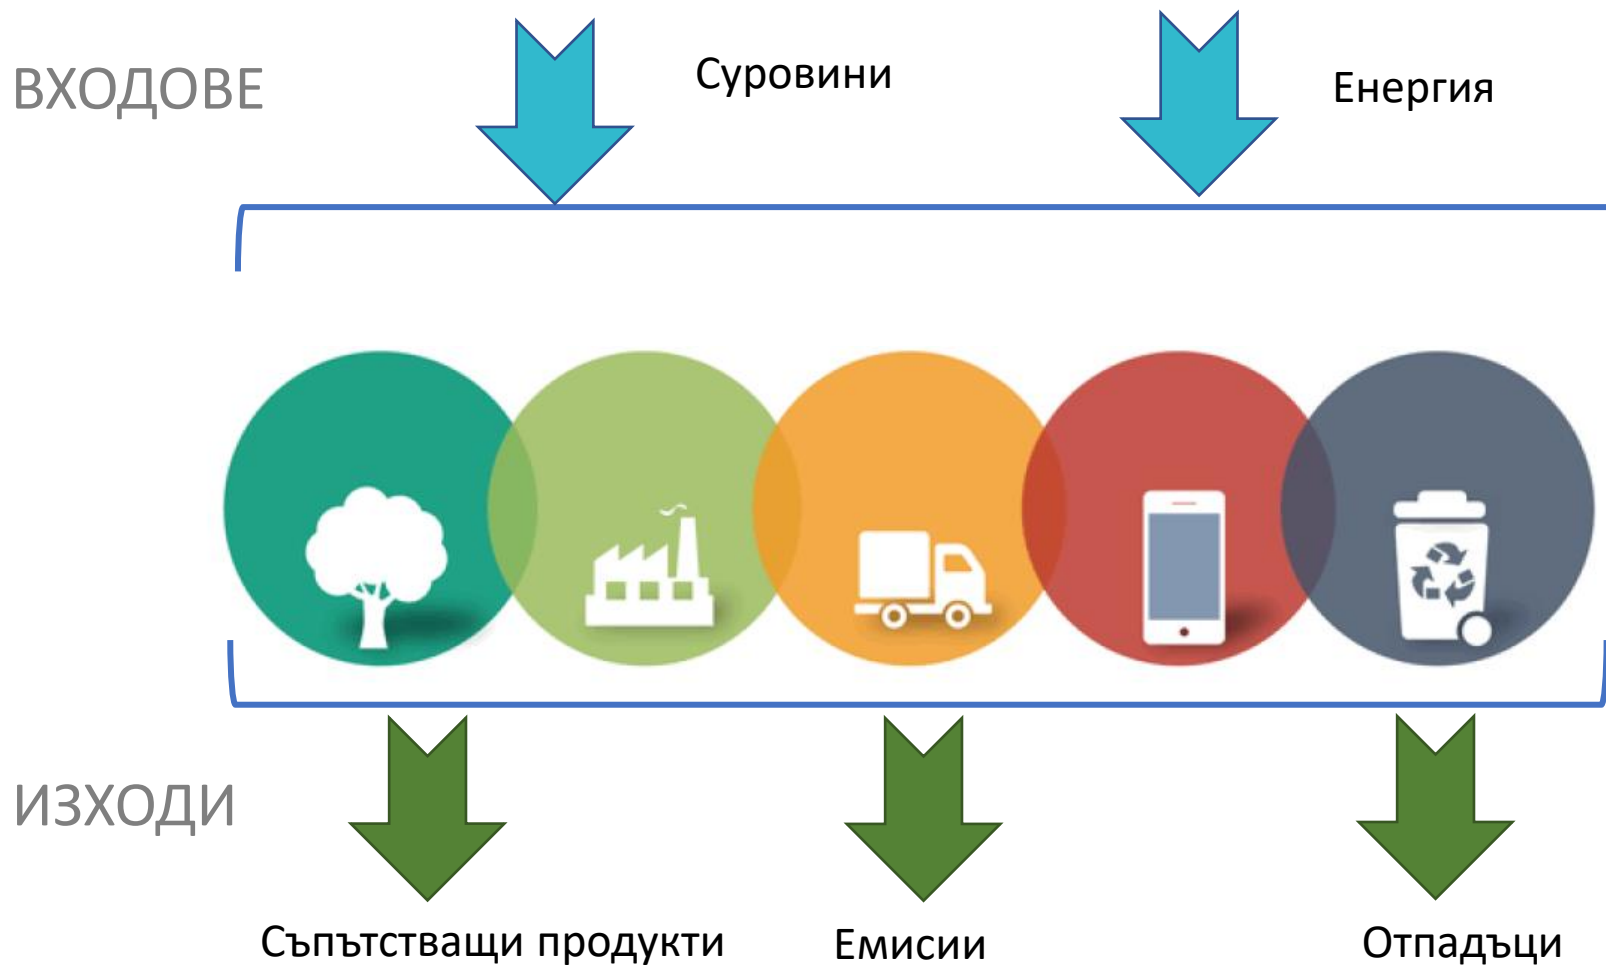 ВХОДОВЕ
Суровини
Енергия
ИЗХОДИ
Съпътстващи продукти
Емисии
Отпадъци